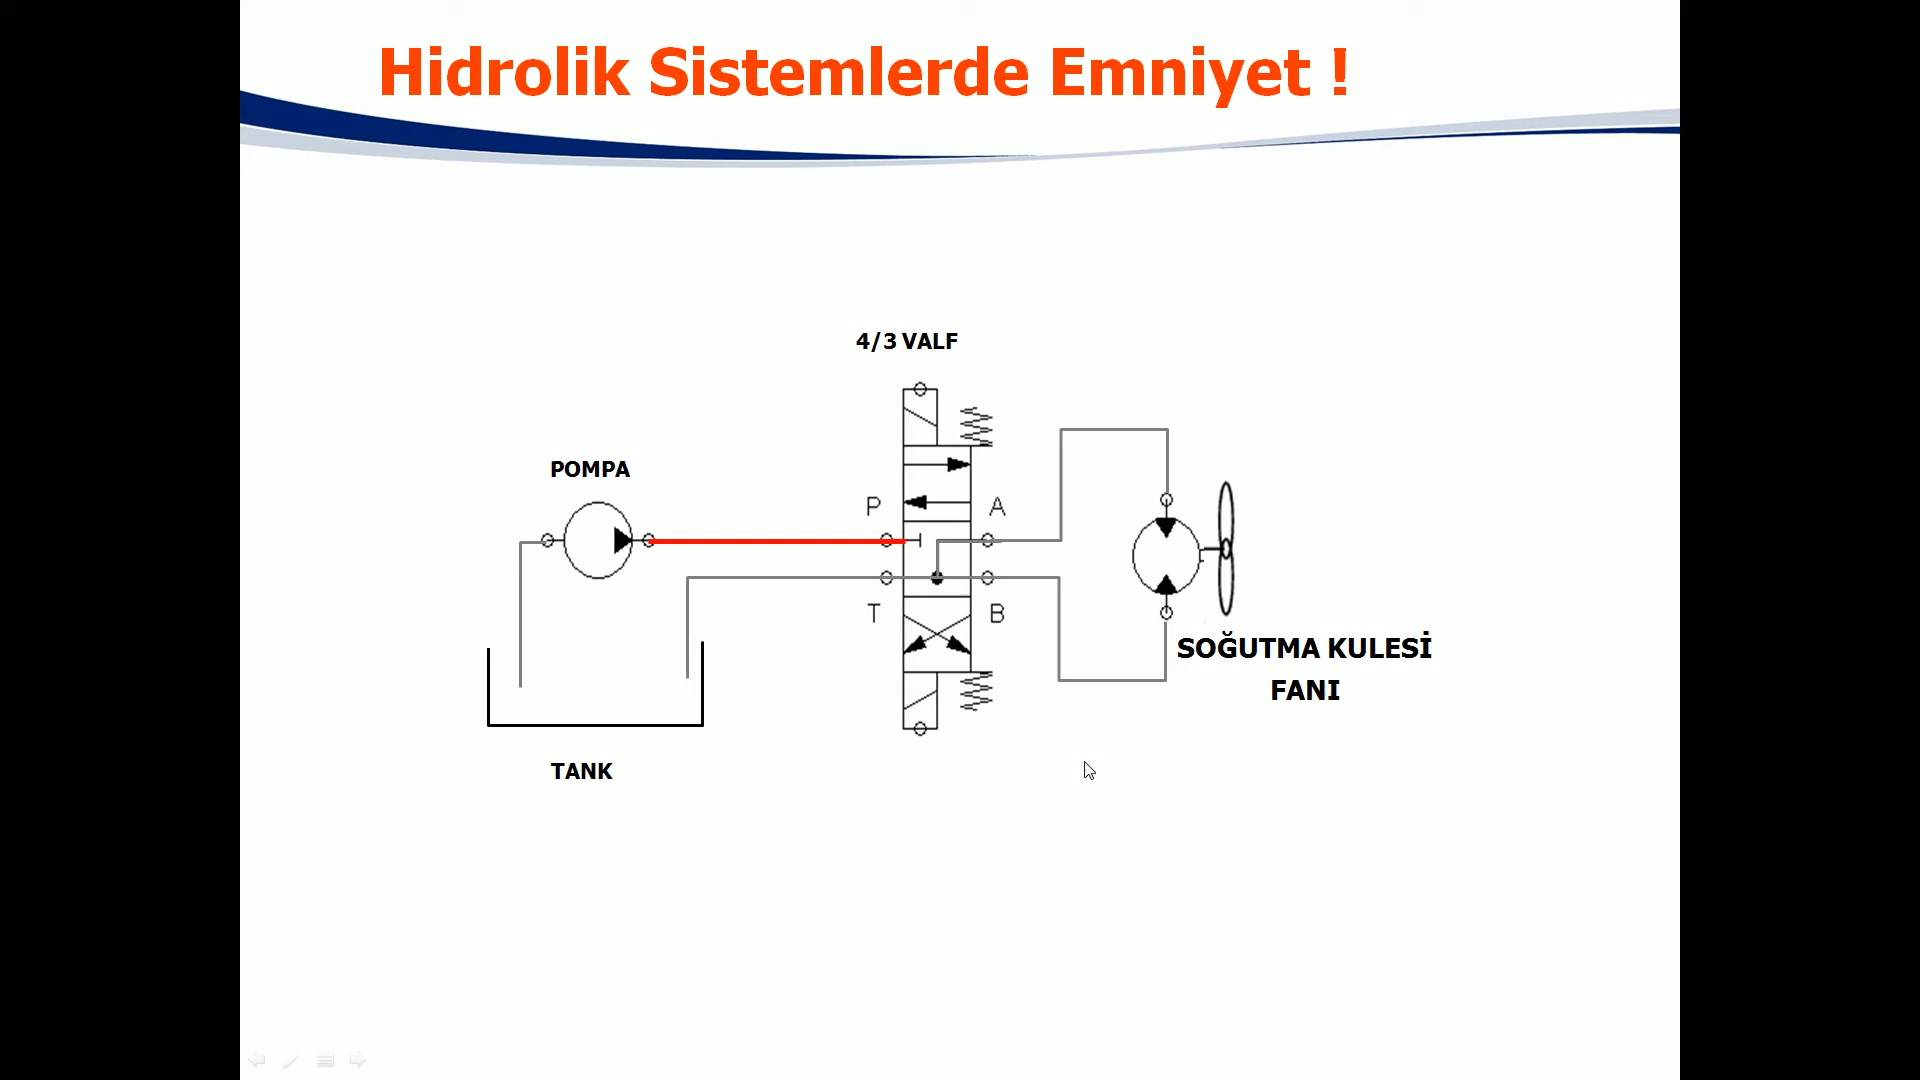 Hidrolik Sistemlerde Emniyet !
4/3 VALF
POMPA
P
A
T
B
SOĞUTMA KULESİ
FANI
TANK